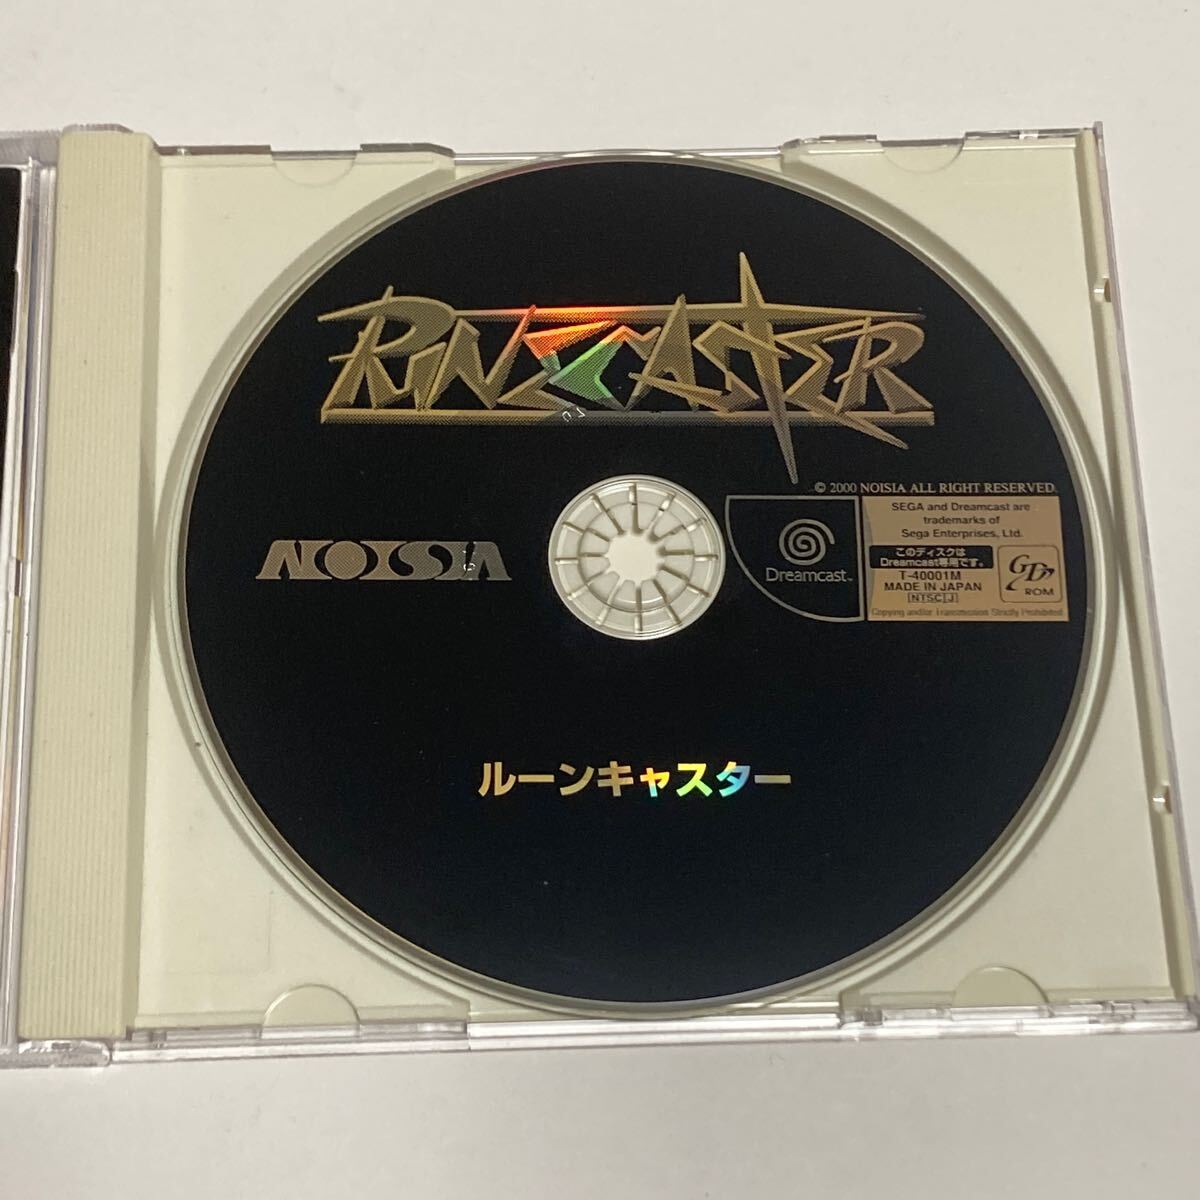 RUNECASTER
© 2000 NOISIA ALL RIGHT RESERVED.
NOISIA
Dreamcast™
SEGA and Dreamcast are
trademarks of
Sega Enterprises, Ltd.
このディスクは
Dreamcast専用です。
T-40001M
MADE IN JAPAN
NTSC J
GD ROM
Copying and/or Transmission Strictly Prohibited.
ルーンキャスター